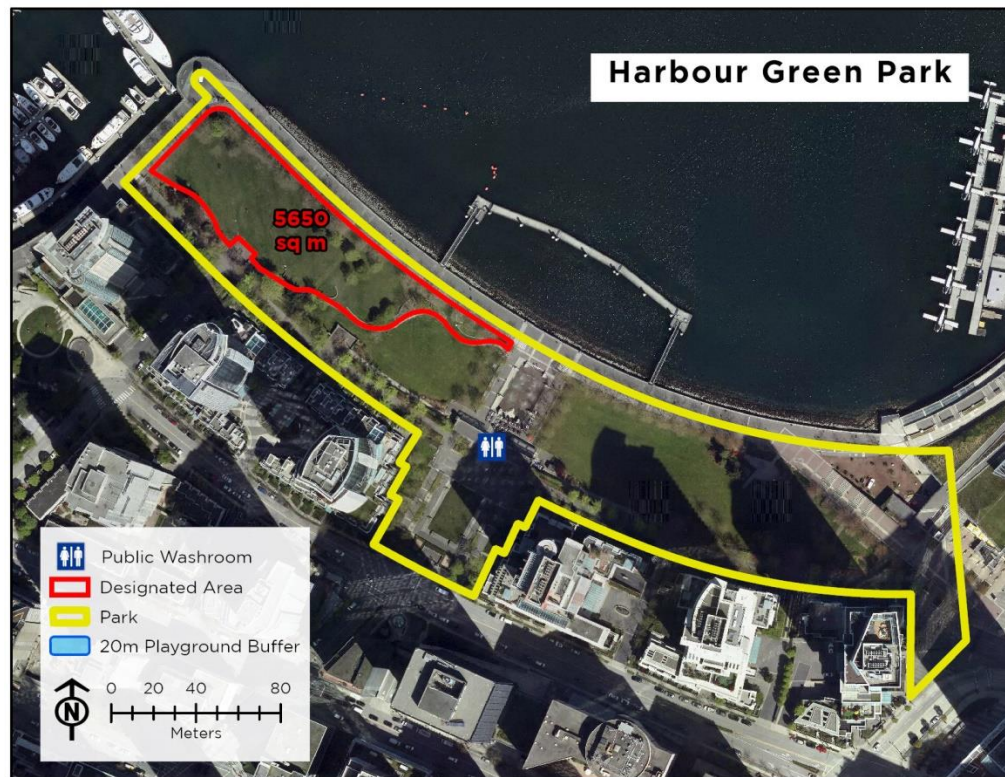 Harbour Green Park
5650
sq m
Public Washroom
Designated Area
Park
20m Playground Buffer
N
0 20 40 80
Meters